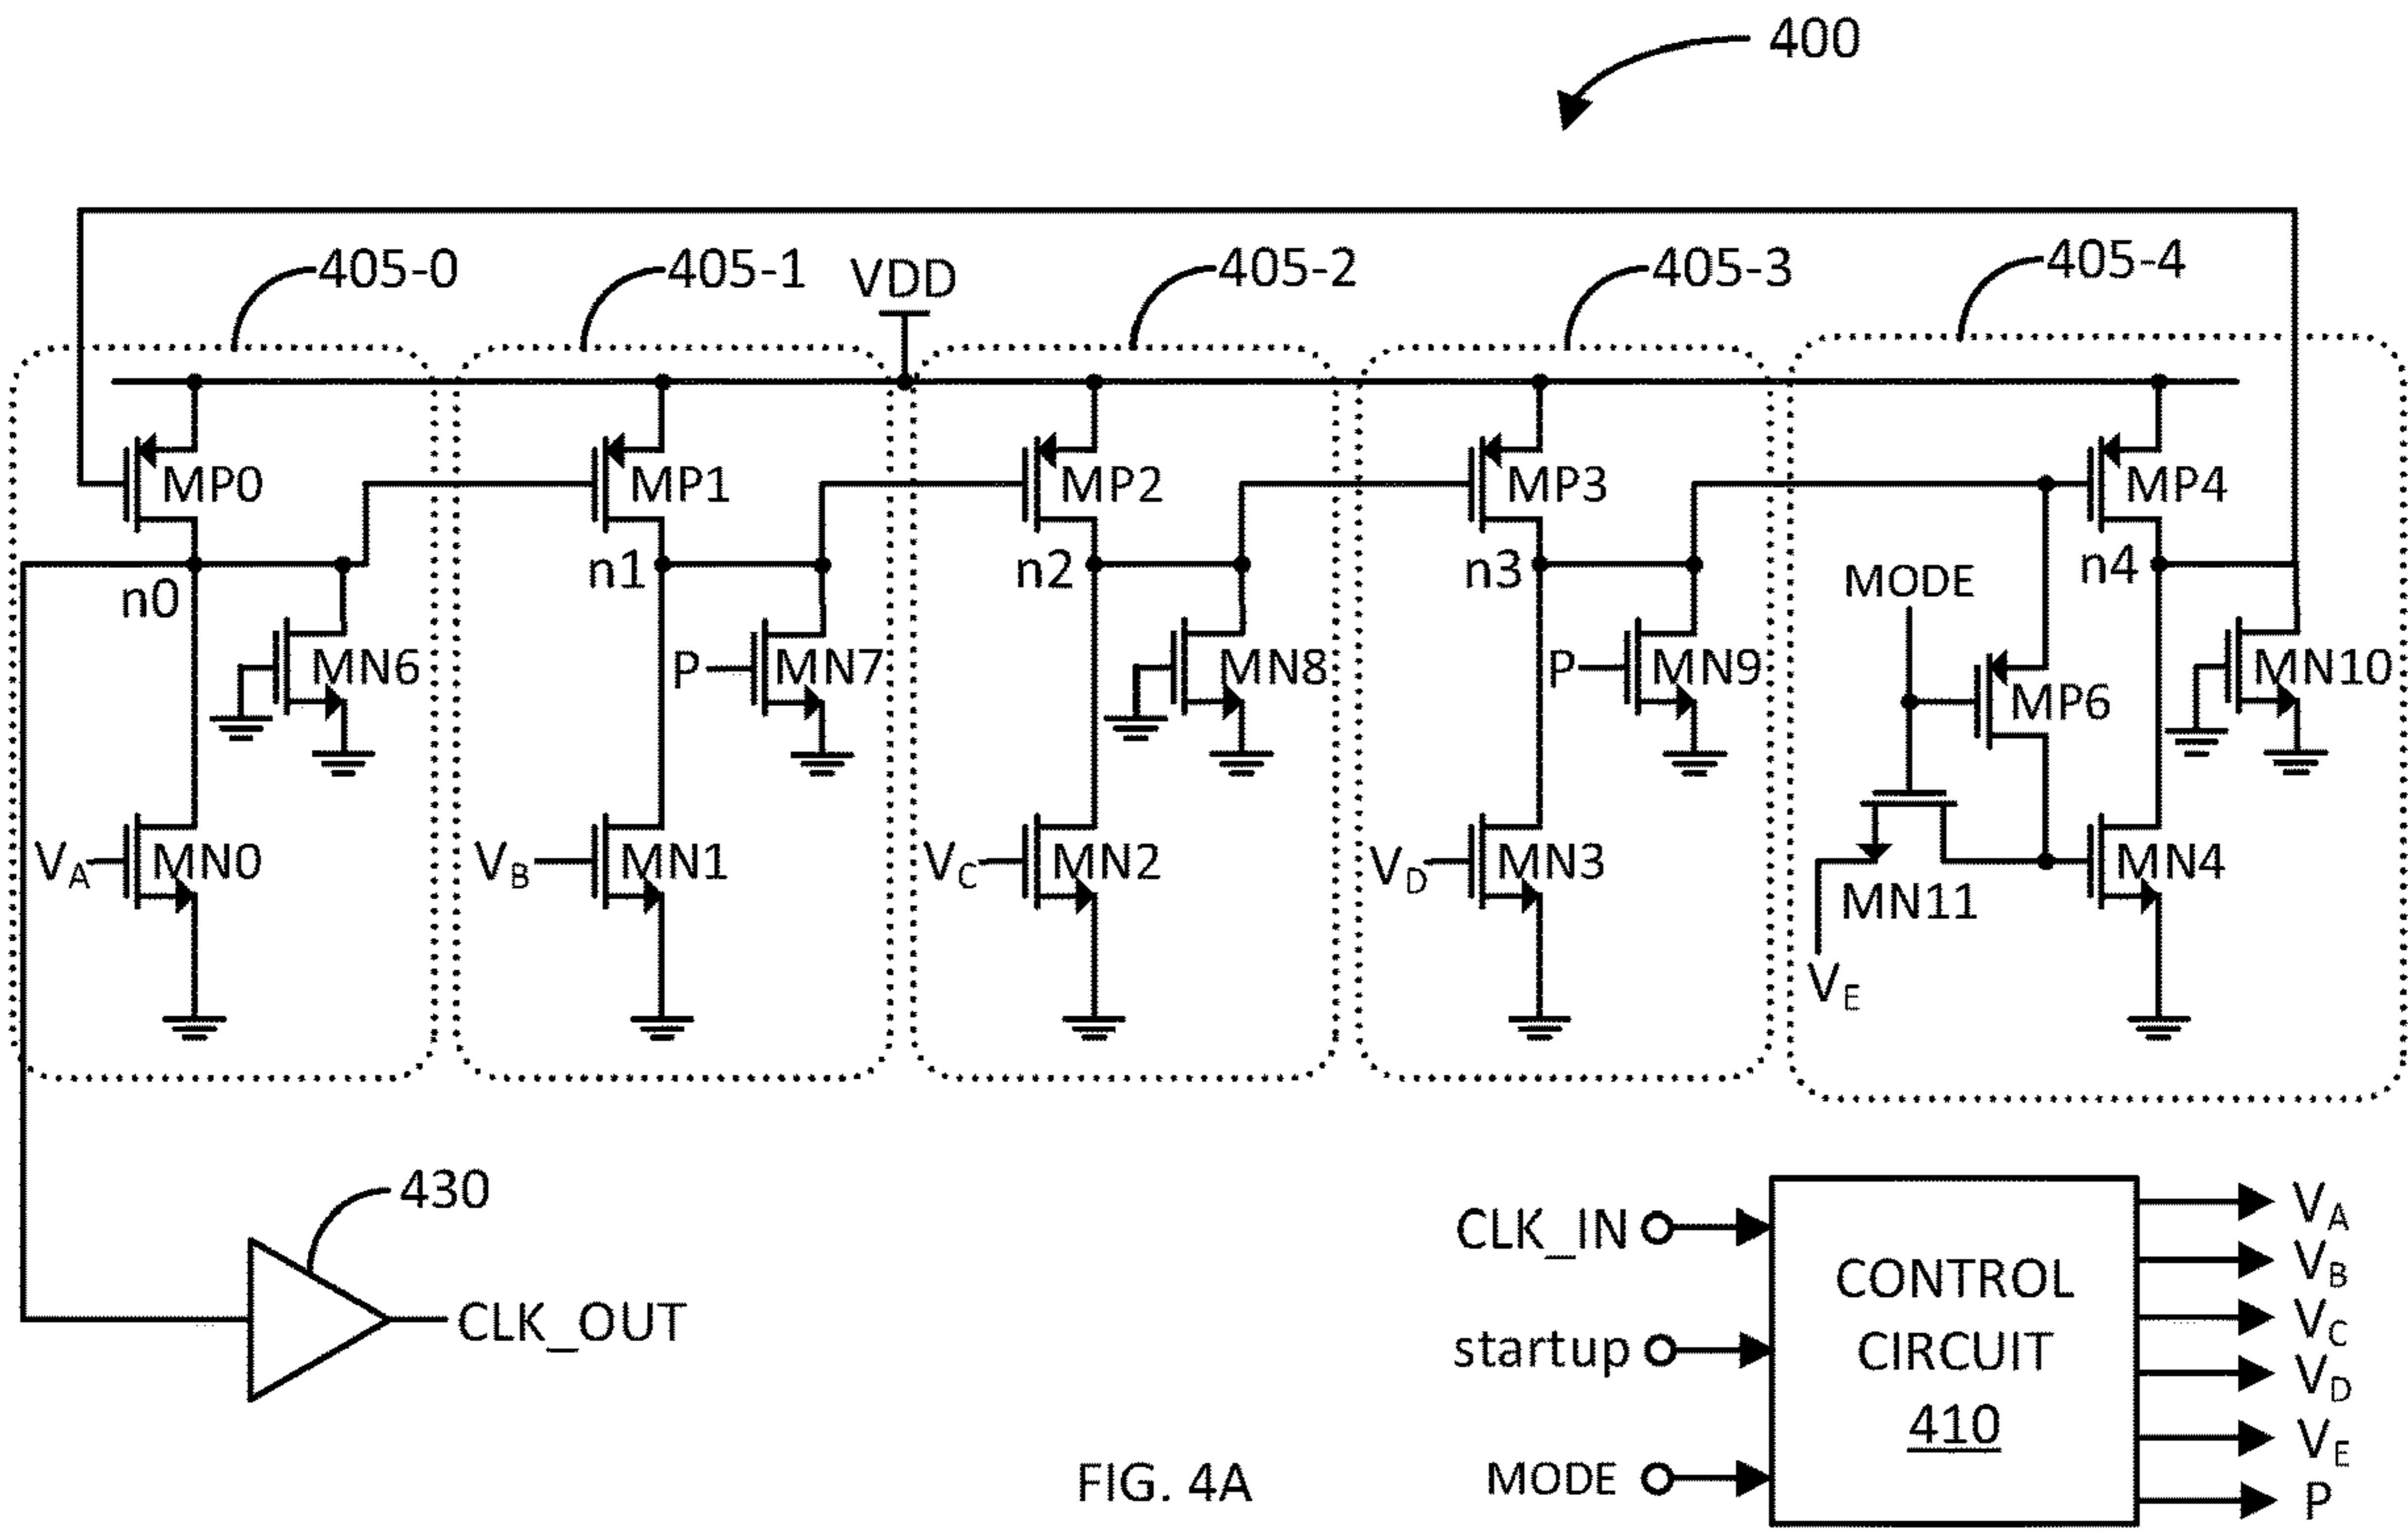 400
405-0
405-1
VDD
405-2
405-3
405-4
MP0
MP1
MP2
MP3
MP4
n0
n1
n2
n3
n4
MODE
MN6
P
MN7
MN8
P
MN9
MP6
MN10
VA
MN0
VB
MN1
VC
MN2
VD
MN3
MN11
MN4
VE
430
CLK_OUT
CLK_IN
startup
MODE
CONTROL
CIRCUIT
410
VA
VB
VC
VD
VE
P
FIG. 4A